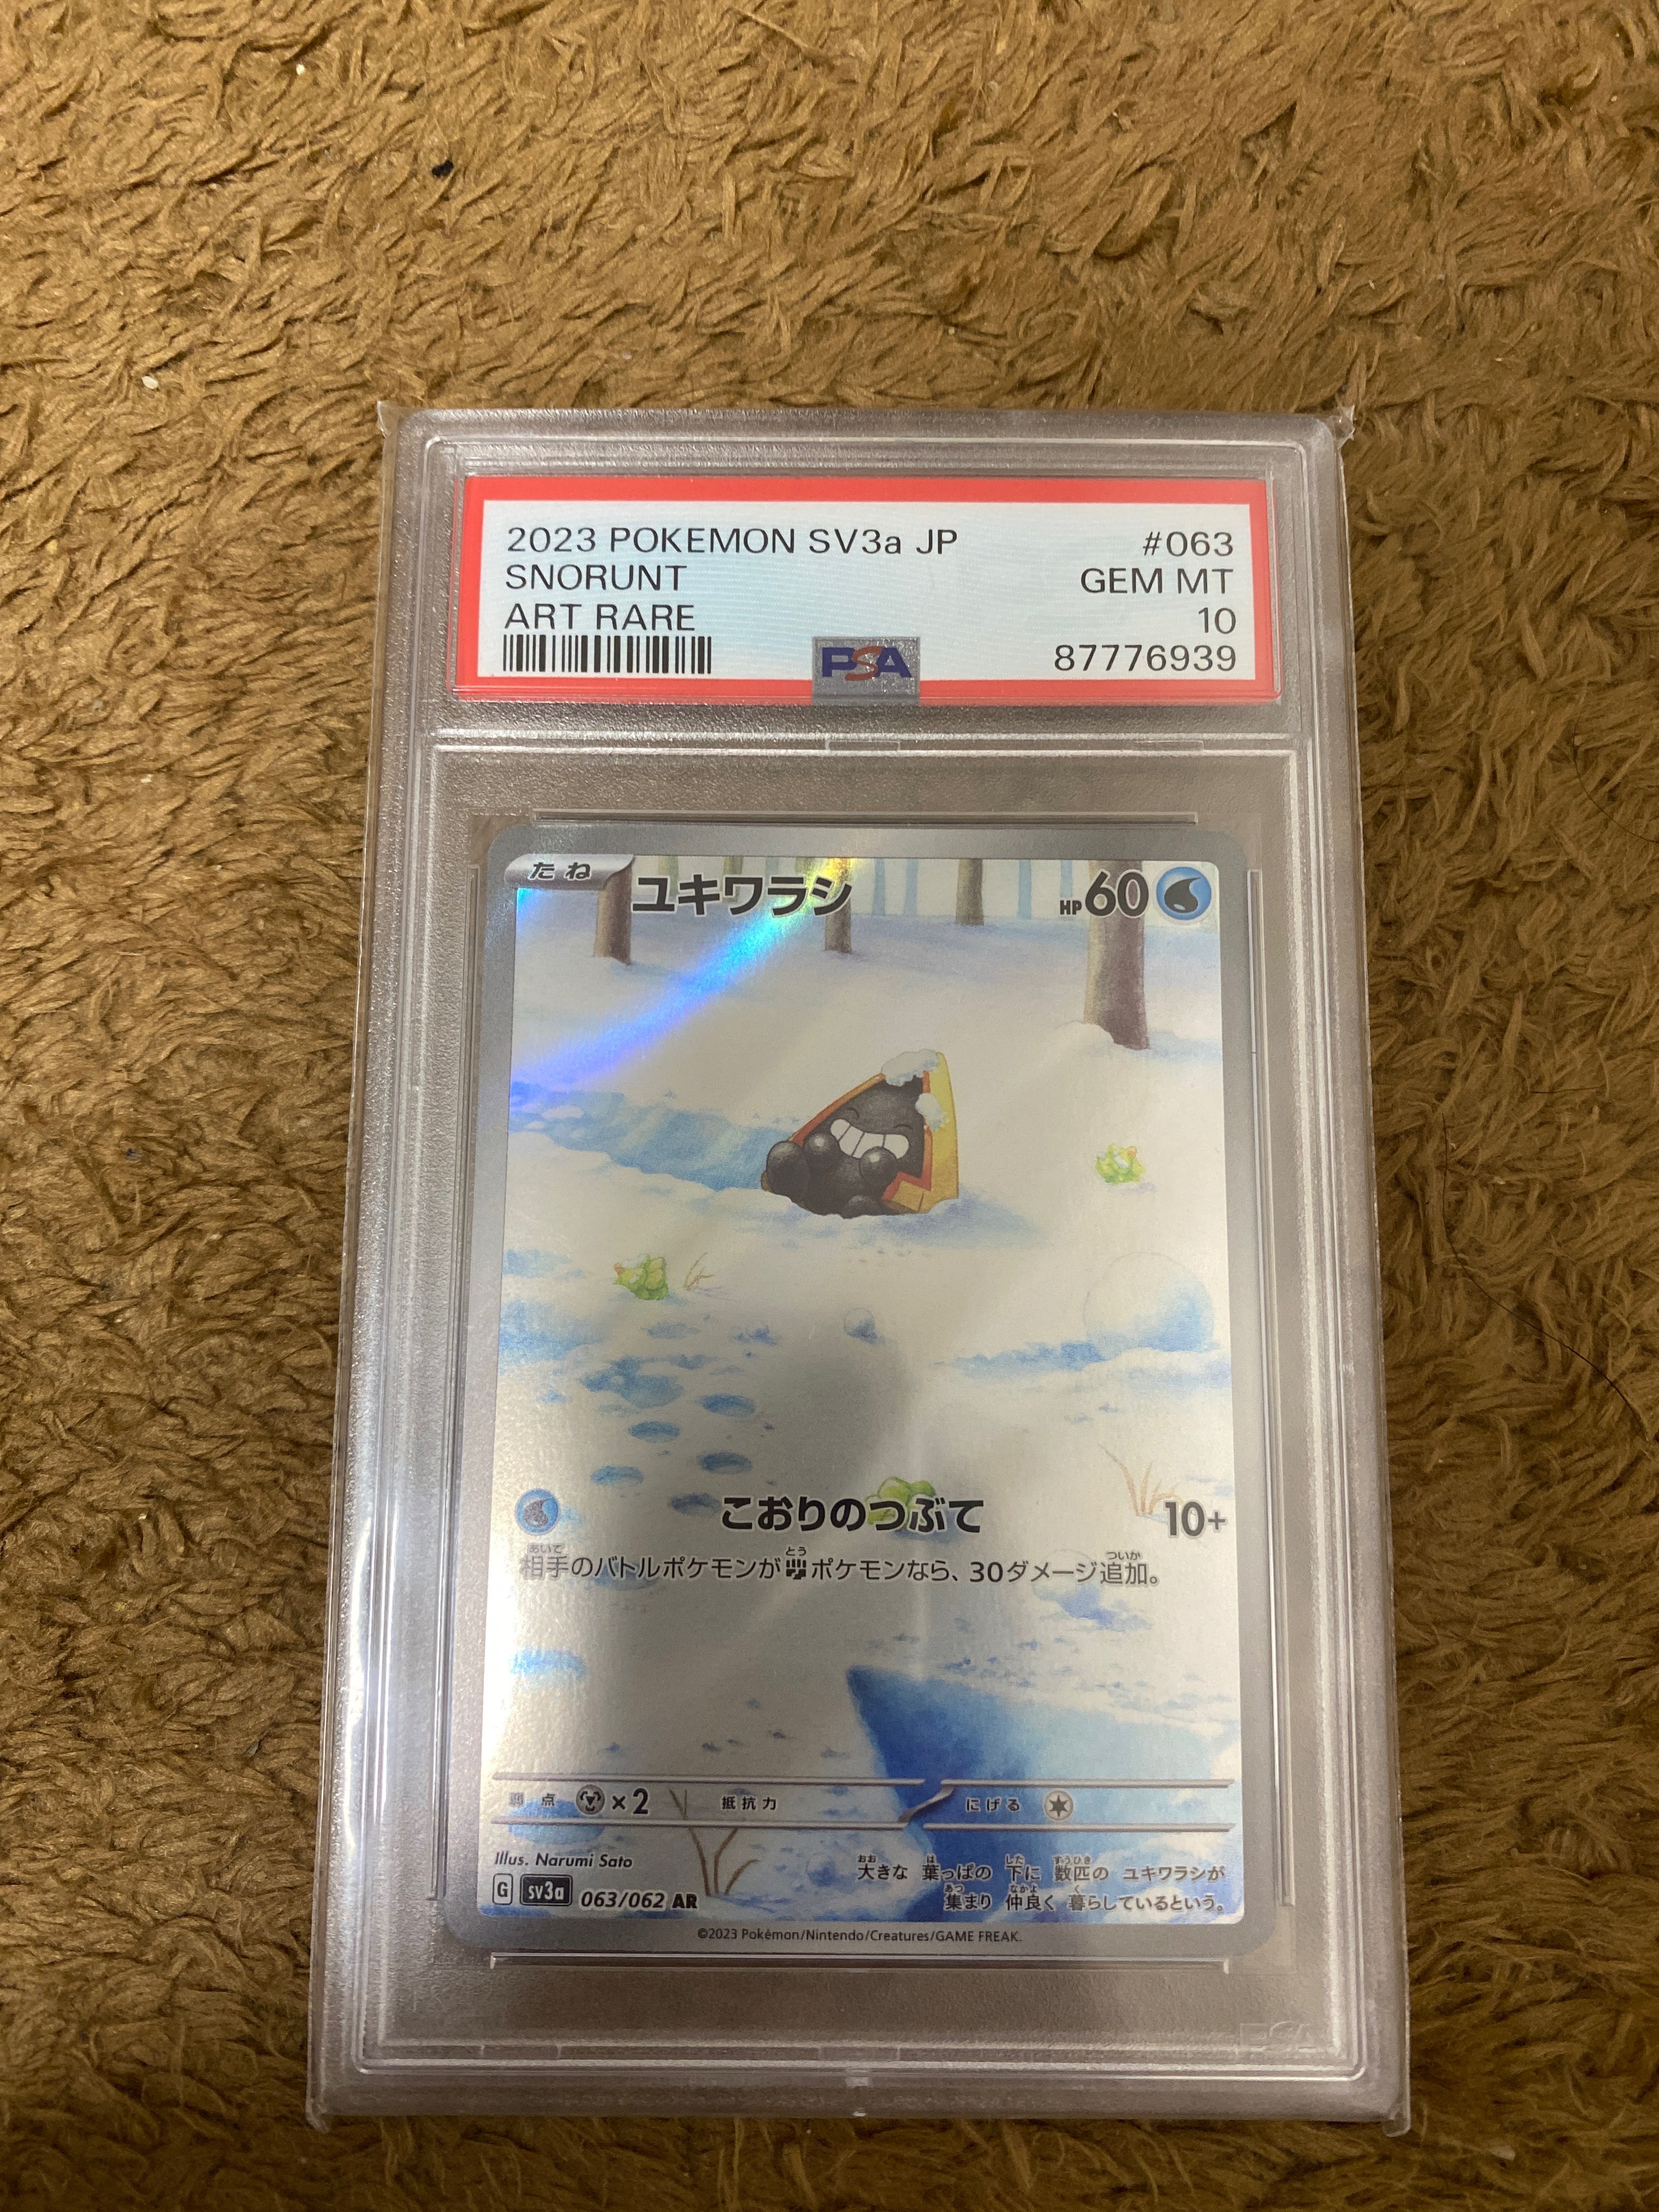 2023 POKEMON SV3a JP #063
SNORUNT GEM MT
ART RARE 10
PSA 87776939
たね ユキワラシ HP60
こおりのつぶて 10+
相手のバトルポケモンが闘ポケモンなら、30ダメージ追加。
弱点 ×2 抵抗力 にげる
Illus. Narumi Sato
大きな 葉っぱの 下に 数匹の ユキワラシが
集まり 仲良く 暮らしているという。
G sv3a 063/062 AR
©2023 Pokémon/Nintendo/Creatures/GAME FREAK.
PSA